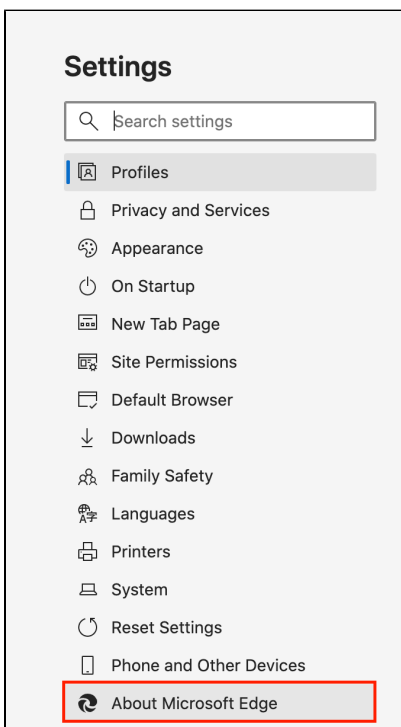 Settings
Search settings
Profiles
Privacy and Services
Appearance
On Startup
New Tab Page
Site Permissions
Default Browser
Downloads
Family Safety
Languages
Printers
System
Reset Settings
Phone and Other Devices
About Microsoft Edge